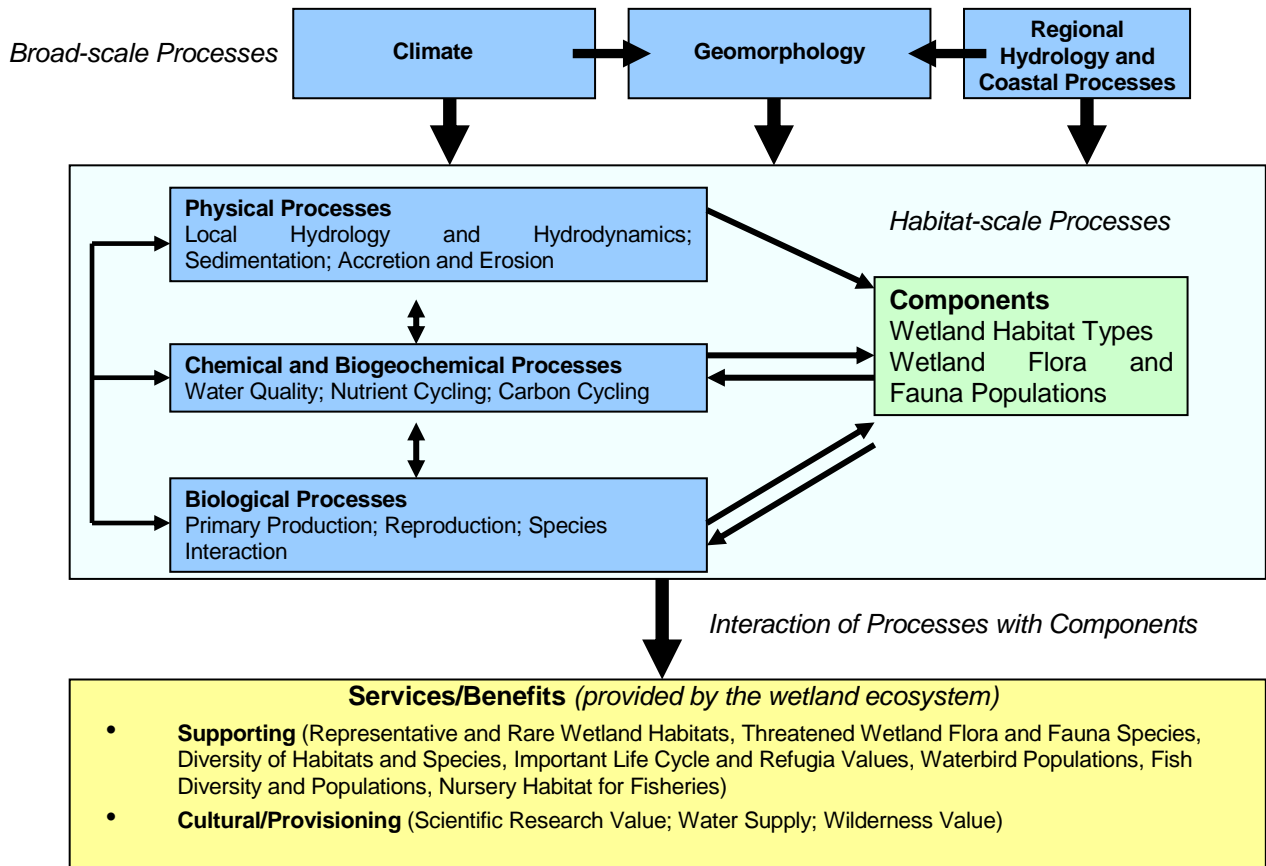 Broad-scale Processes
Climate
Geomorphology
Regional
Hydrology and
Coastal Processes
Physical Processes
Local Hydrology and Hydrodynamics;
Sedimentation; Accretion and Erosion
Habitat-scale Processes
Components
Wetland Habitat Types
Wetland Flora and
Fauna Populations
Chemical and Biogeochemical Processes
Water Quality; Nutrient Cycling; Carbon Cycling
Biological Processes
Primary Production; Reproduction; Species
Interaction
Interaction of Processes with Components
Services/Benefits (provided by the wetland ecosystem)
• Supporting (Representative and Rare Wetland Habitats, Threatened Wetland Flora and Fauna Species,
Diversity of Habitats and Species, Important Life Cycle and Refugia Values, Waterbird Populations, Fish
Diversity and Populations, Nursery Habitat for Fisheries)
• Cultural/Provisioning (Scientific Research Value; Water Supply; Wilderness Value)